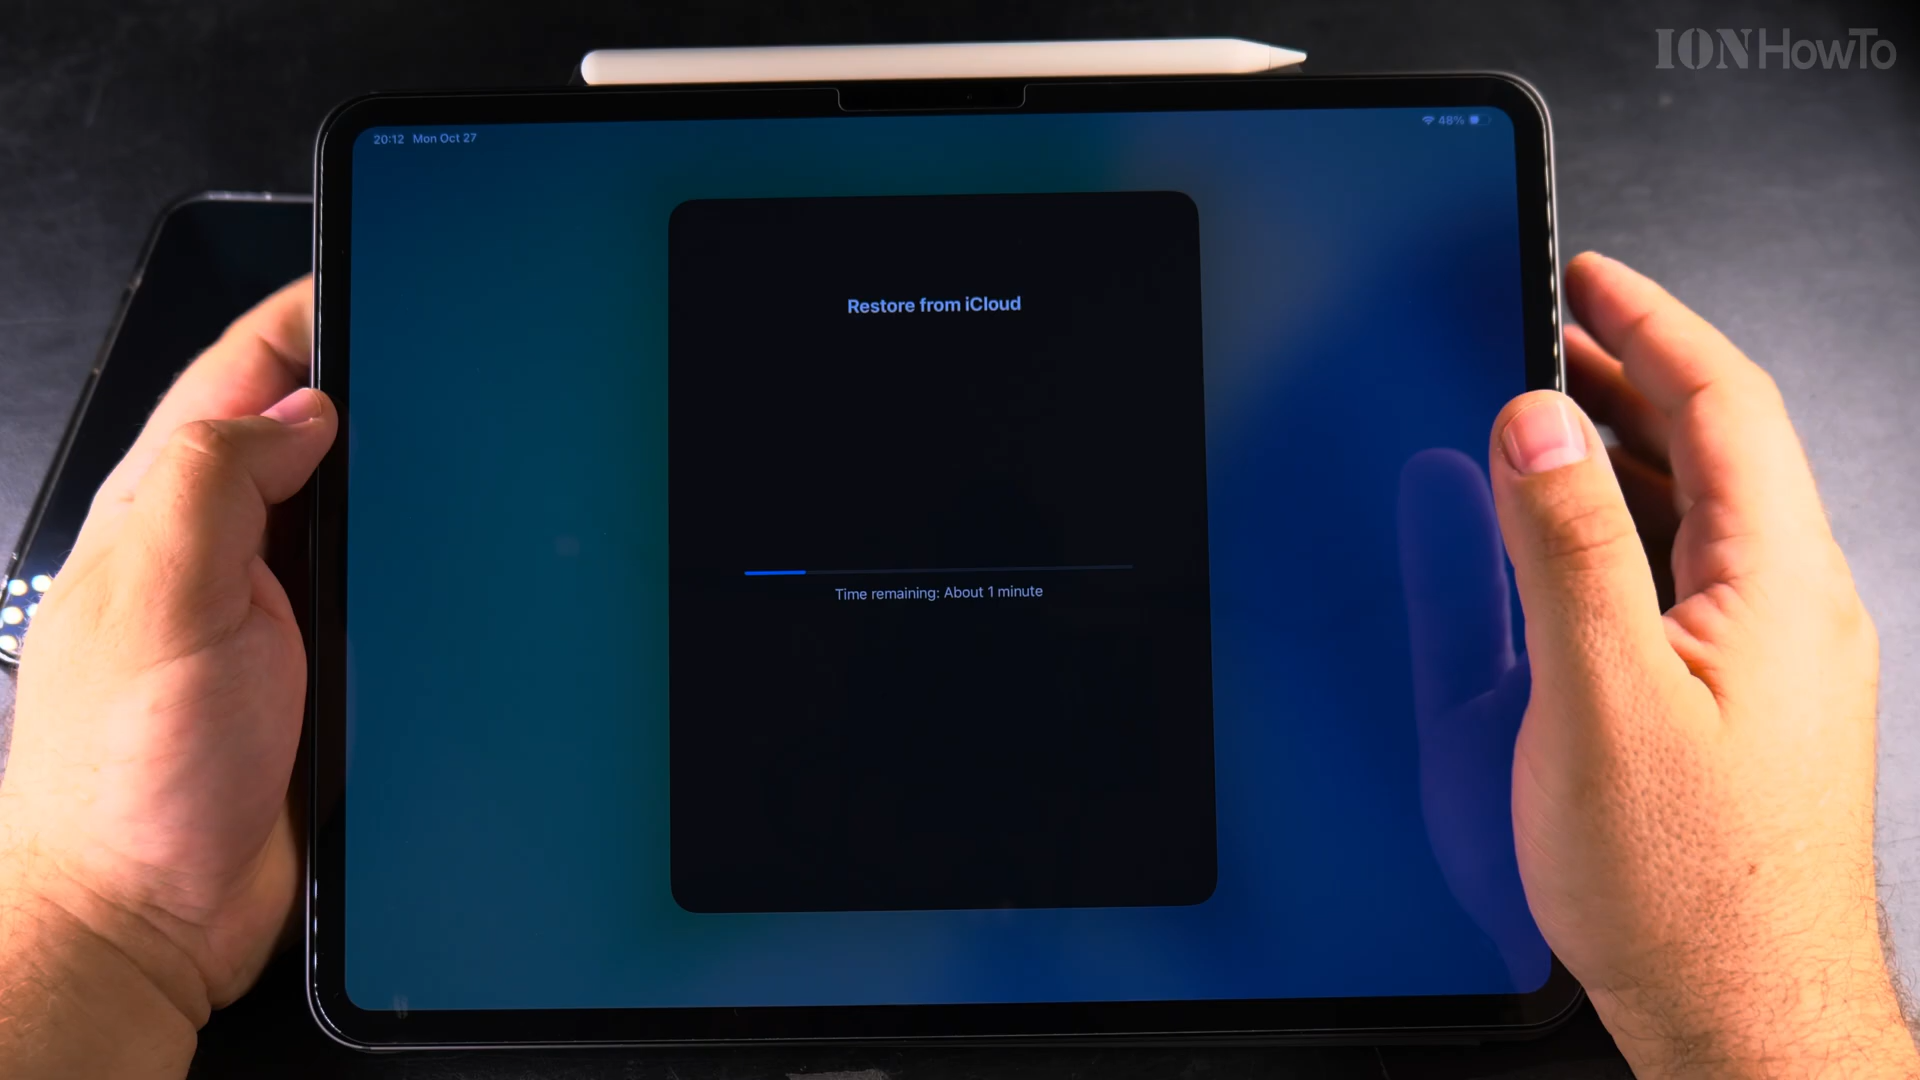 IONHowTo
20:12 Mon Oct 27
48%
Restore from iCloud
Time remaining: About 1 minute